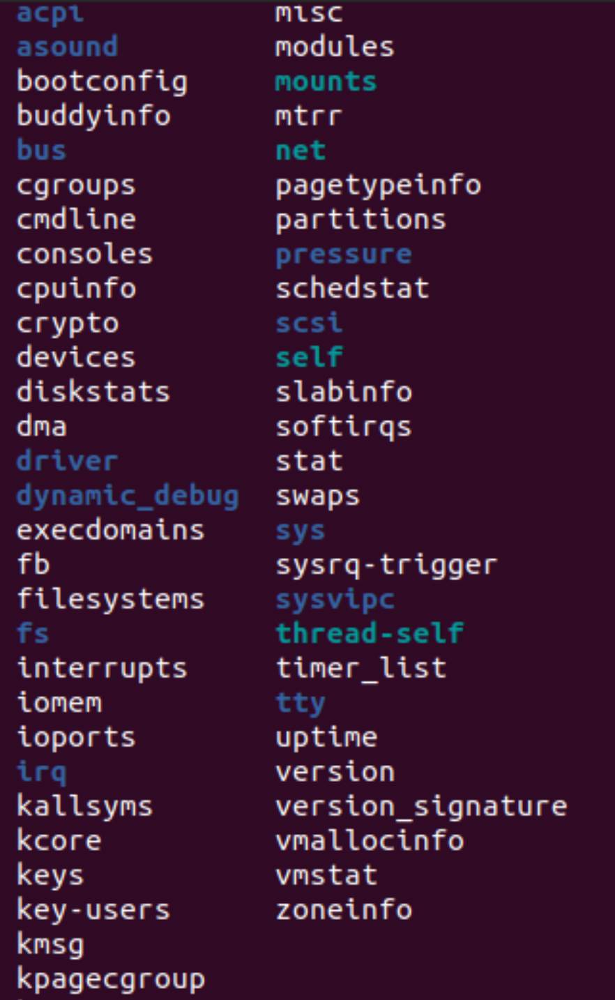 acpi misc
asound modules
bootconfig mounts
buddyinfo mtrr
bus net
cgroups pagetypeinfo
cmdline partitions
consoles pressure
cpuinfo schedstat
crypto scsi
devices self
diskstats slabinfo
dma softirqs
driver stat
dynamic_debug swaps
execdomains sys
fb sysrq-trigger
filesystems sysvipc
fs thread-self
interrupts timer_list
iomem tty
ioports uptime
irq version
kallsyms version_signature
kcore vmallocinfo
keys vmstat
key-users zoneinfo
kmsg
kpagecgroup